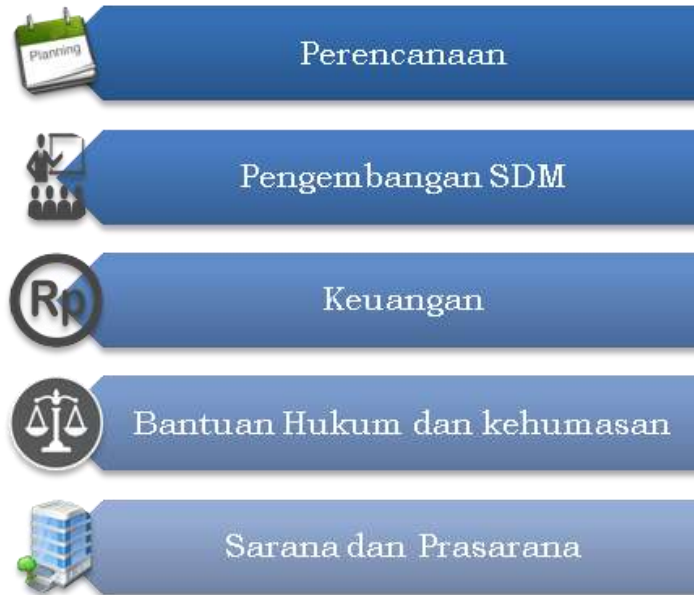 Planning
Perencanaan
Pengembangan SDM
Rp
Keuangan
Bantuan Hukum dan kehumasan
Sarana dan Prasarana